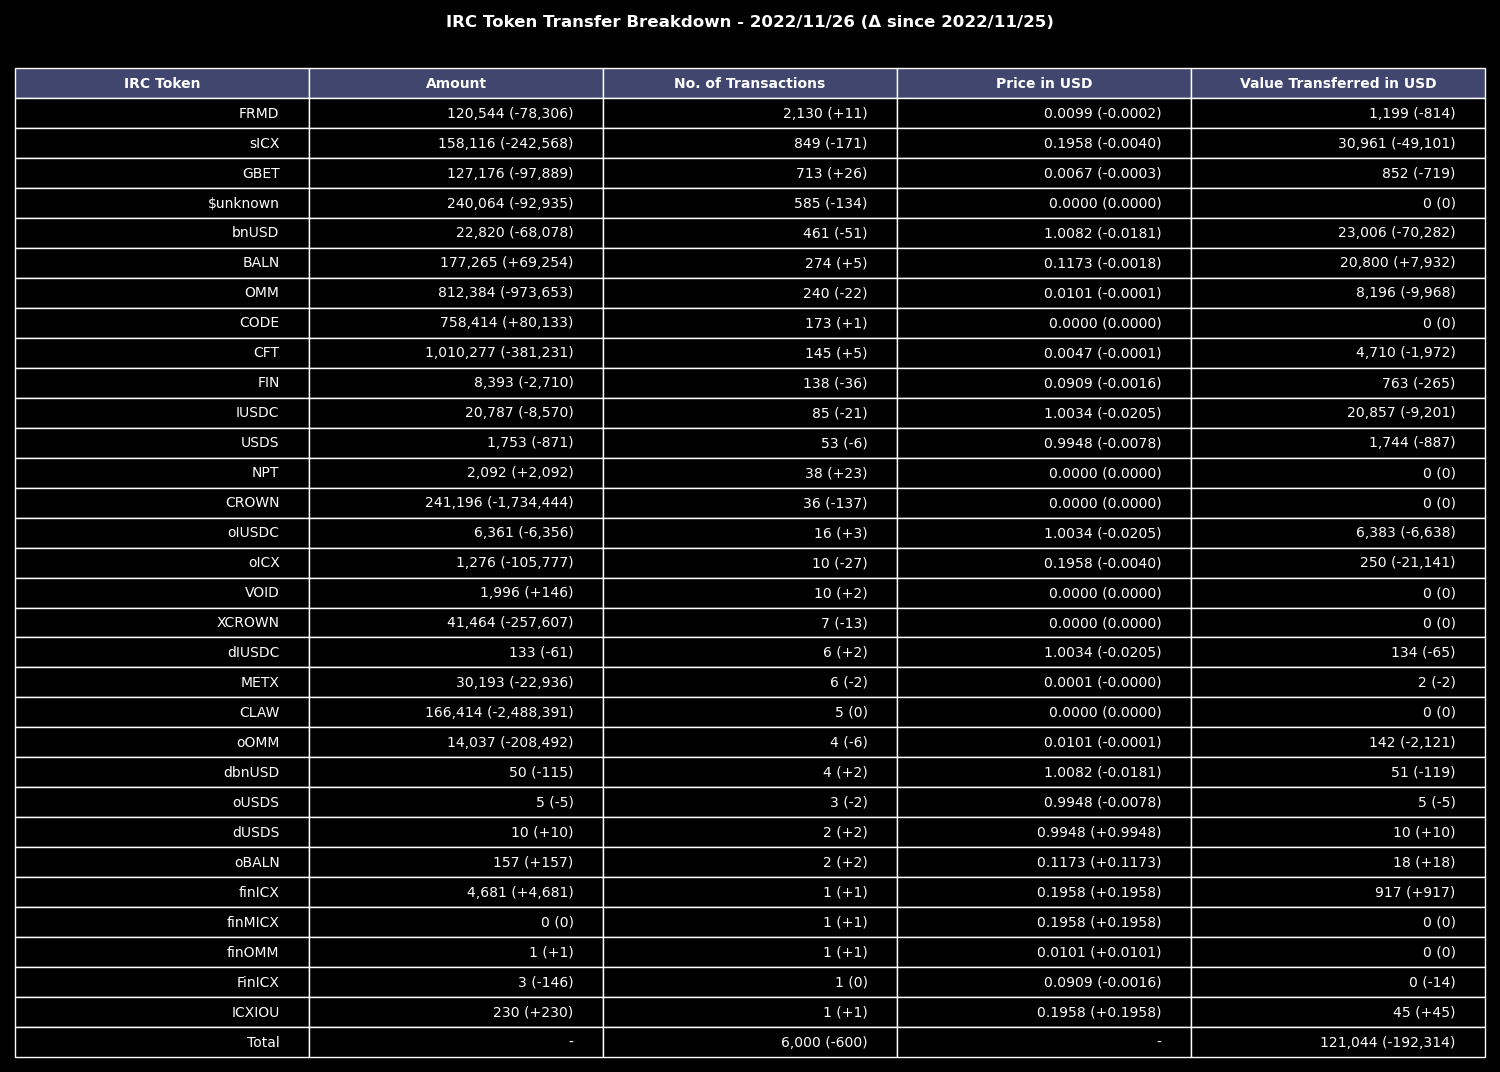 IRC Token Transfer Breakdown - 2022/11/26 (Δ since 2022/11/25)
IRC Token Amount No. of Transactions Price in USD Value Transferred in USD
FRMD 120,544 (-78,306) 2,130 (+11) 0.0099 (-0.0002) 1,199 (-814)
sICX 158,116 (-242,568) 849 (-171) 0.1958 (-0.0040) 30,961 (-49,101)
GBET 127,176 (-97,889) 713 (+26) 0.0067 (-0.0003) 852 (-719)
$unknown 240,064 (-92,935) 585 (-134) 0.0000 (0.0000) 0 (0)
bnUSD 22,820 (-68,078) 461 (-51) 1.0082 (-0.0181) 23,006 (-70,282)
BALN 177,265 (+69,254) 274 (+5) 0.1173 (-0.0018) 20,800 (+7,932)
OMM 812,384 (-973,653) 240 (-22) 0.0101 (-0.0001) 8,196 (-9,968)
CODE 758,414 (+80,133) 173 (+1) 0.0000 (0.0000) 0 (0)
CFT 1,010,277 (-381,231) 145 (+5) 0.0047 (-0.0001) 4,710 (-1,972)
FIN 8,393 (-2,710) 138 (-36) 0.0909 (-0.0016) 763 (-265)
IUSDC 20,787 (-8,570) 85 (-21) 1.0034 (-0.0205) 20,857 (-9,201)
USDS 1,753 (-871) 53 (-6) 0.9948 (-0.0078) 1,744 (-887)
NPT 2,092 (+2,092) 38 (+23) 0.0000 (0.0000) 0 (0)
CROWN 241,196 (-1,734,444) 36 (-137) 0.0000 (0.0000) 0 (0)
oIUSDC 6,361 (-6,356) 16 (+3) 1.0034 (-0.0205) 6,383 (-6,638)
oICX 1,276 (-105,777) 10 (-27) 0.1958 (-0.0040) 250 (-21,141)
VOID 1,996 (+146) 10 (+2) 0.0000 (0.0000) 0 (0)
XCROWN 41,464 (-257,607) 7 (-13) 0.0000 (0.0000) 0 (0)
dIUSDC 133 (-61) 6 (+2) 1.0034 (-0.0205) 134 (-65)
METX 30,193 (-22,936) 6 (-2) 0.0001 (-0.0000) 2 (-2)
CLAW 166,414 (-2,488,391) 5 (0) 0.0000 (0.0000) 0 (0)
oOMM 14,037 (-208,492) 4 (-6) 0.0101 (-0.0001) 142 (-2,121)
dbnUSD 50 (-115) 4 (+2) 1.0082 (-0.0181) 51 (-119)
oUSDS 5 (-5) 3 (-2) 0.9948 (-0.0078) 5 (-5)
dUSDS 10 (+10) 2 (+2) 0.9948 (+0.9948) 10 (+10)
oBALN 157 (+157) 2 (+2) 0.1173 (+0.1173) 18 (+18)
finICX 4,681 (+4,681) 1 (+1) 0.1958 (+0.1958) 917 (+917)
finMICX 0 (0) 1 (+1) 0.1958 (+0.1958) 0 (0)
finOMM 1 (+1) 1 (+1) 0.0101 (+0.0101) 0 (0)
FinICX 3 (-146) 1 (0) 0.0909 (-0.0016) 0 (-14)
ICXIOU 230 (+230) 1 (+1) 0.1958 (+0.1958) 45 (+45)
Total - 6,000 (-600) - 121,044 (-192,314)